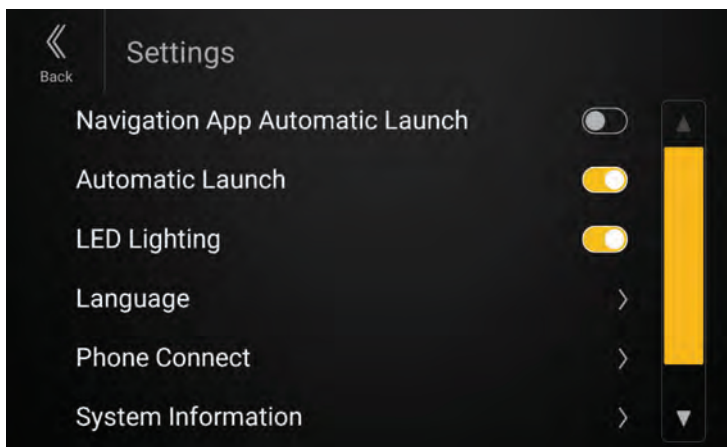 Settings
Back
Navigation App Automatic Launch
Automatic Launch
LED Lighting
Language
Phone Connect
System Information